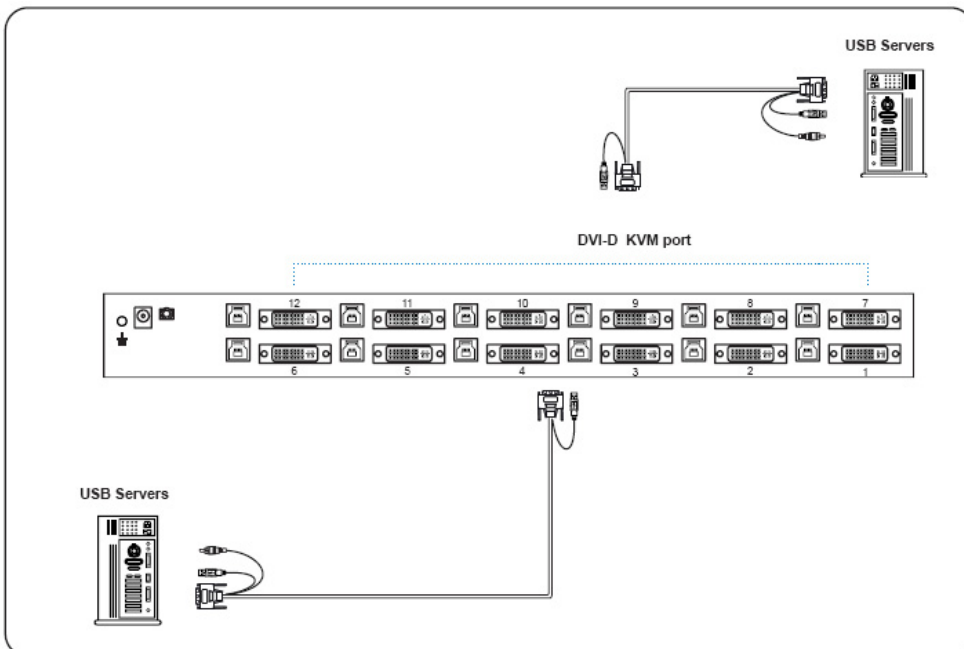 USB Servers
DVI-D KVM port
12 11 10 9 8 7
6 5 4 3 2 1
USB Servers